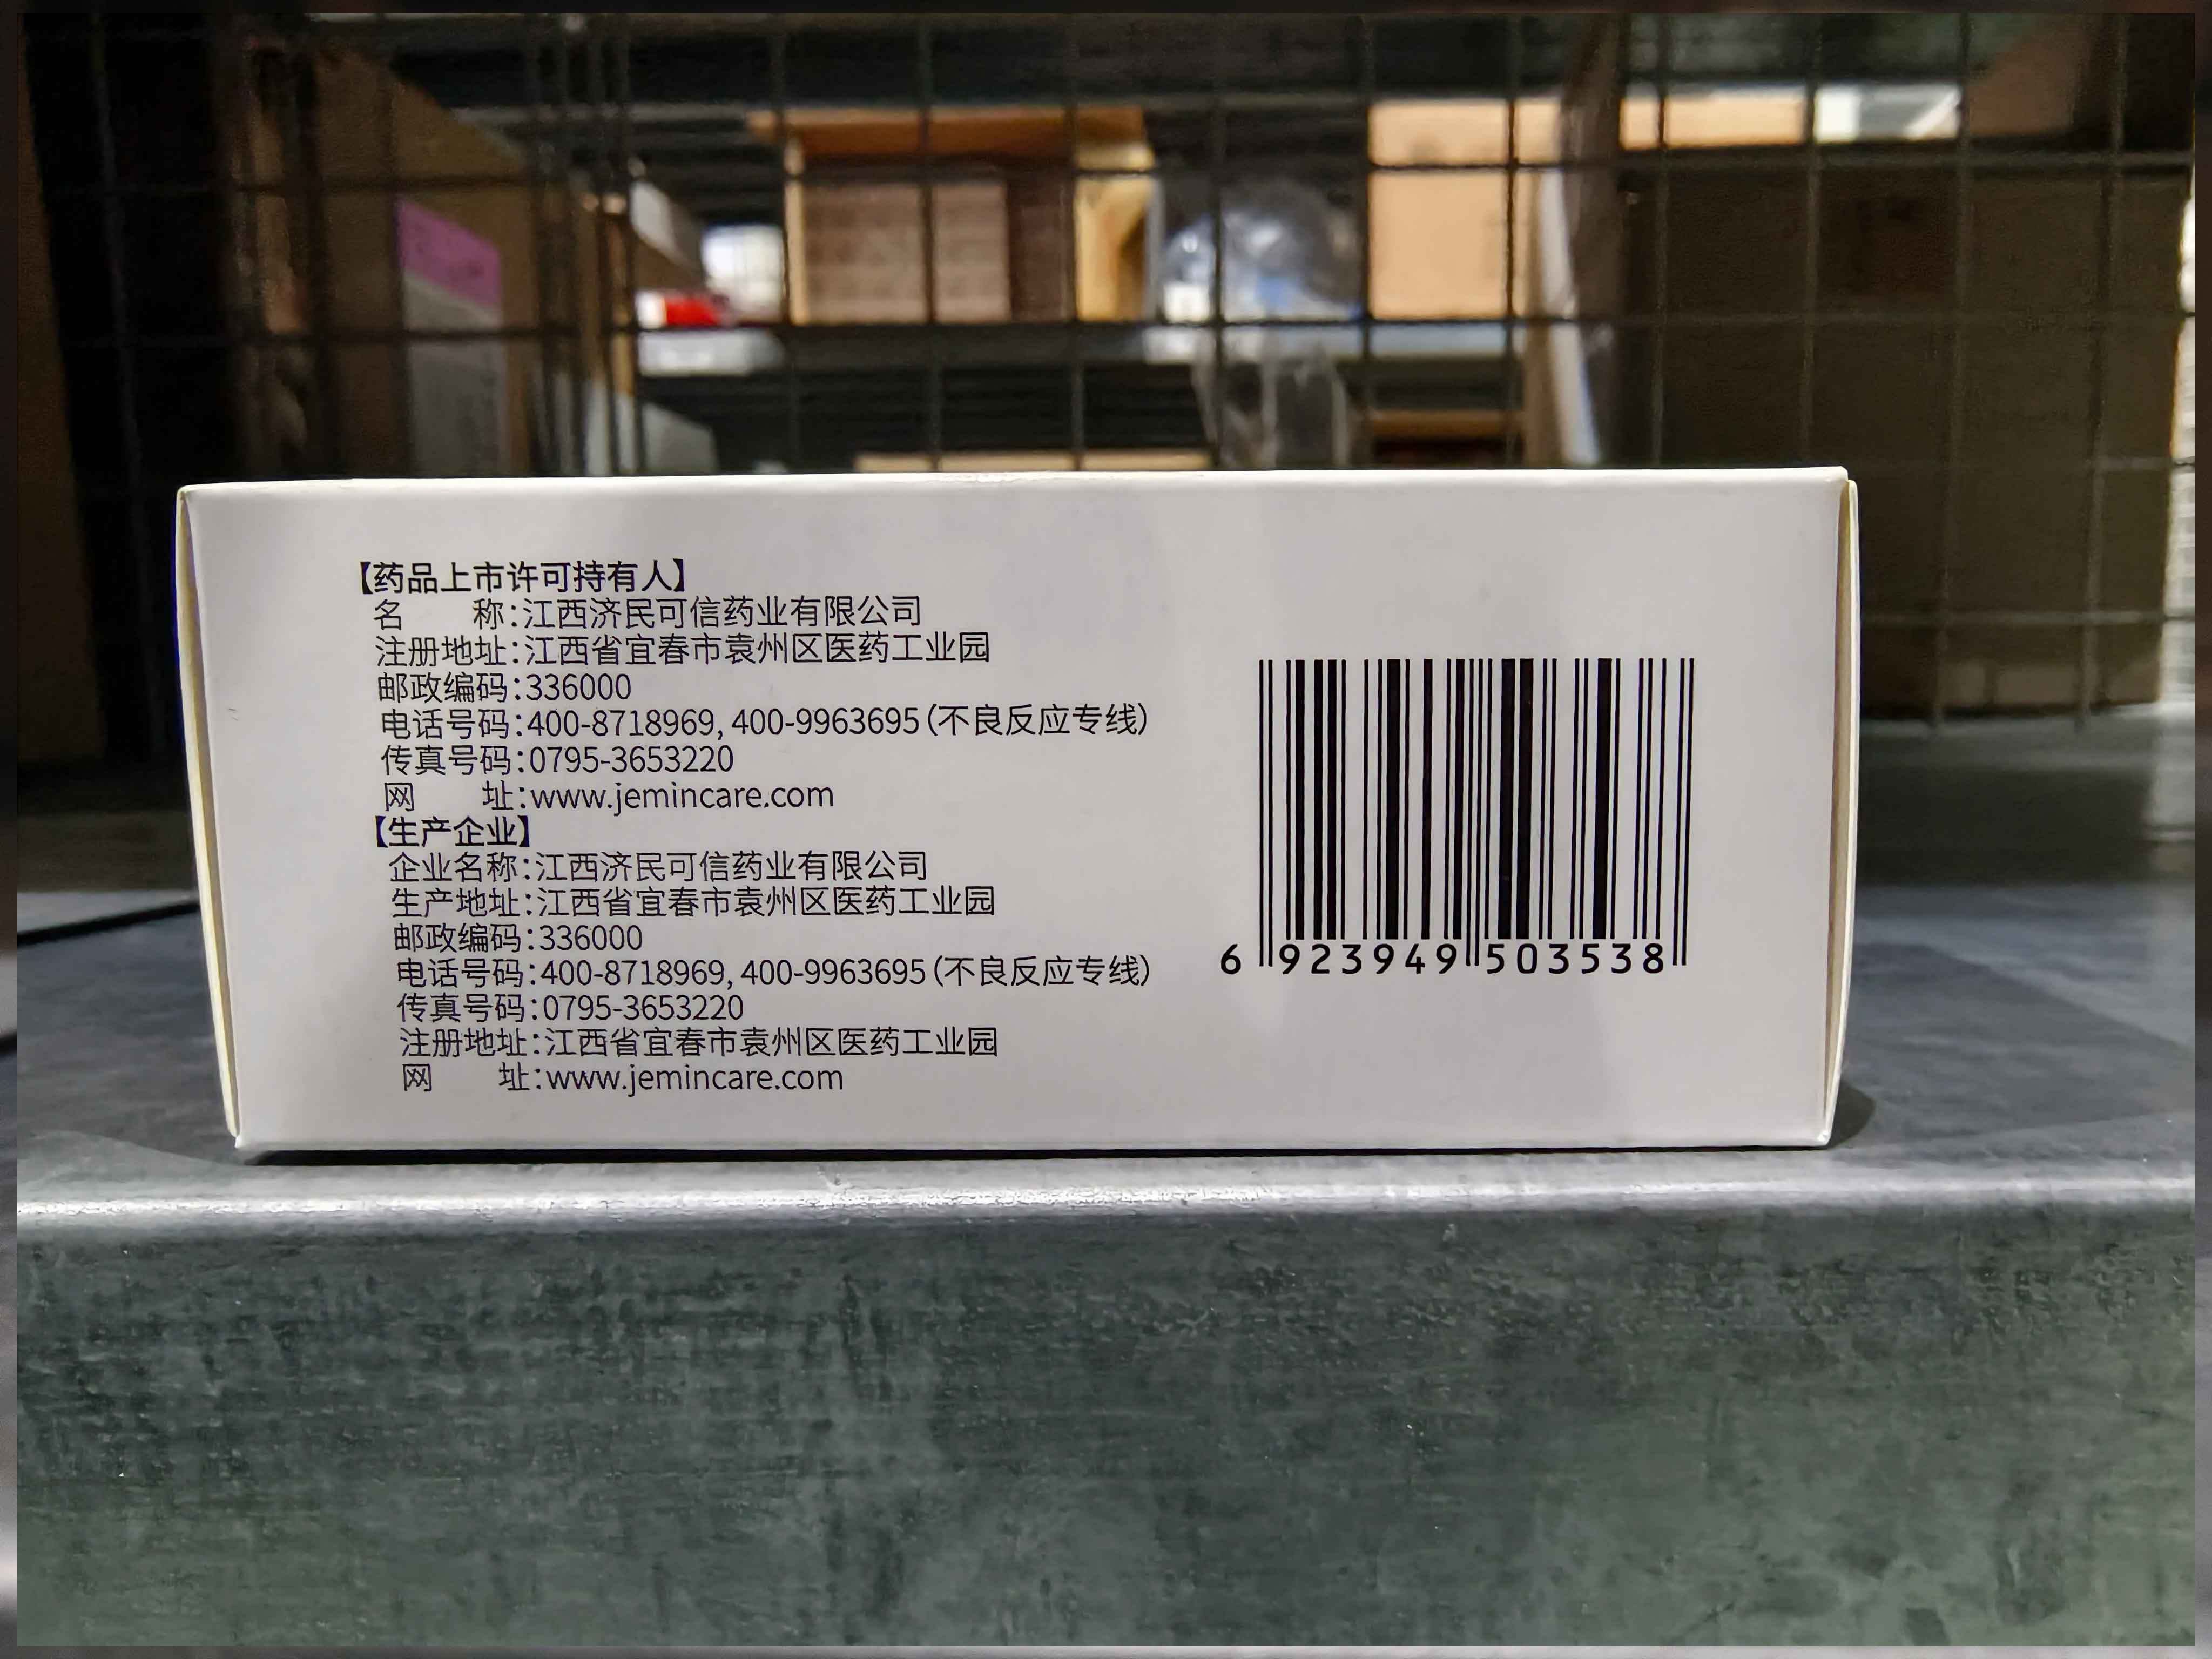 【药品上市许可持有人】
名 称:江西济民可信药业有限公司
注册地址:江西省宜春市袁州区医药工业园
邮政编码:336000
电话号码:400-8718969, 400-9963695(不良反应专线)
传真号码:0795-3653220
网 址:www.jemincare.com
【生产企业】
企业名称:江西济民可信药业有限公司
生产地址:江西省宜春市袁州区医药工业园
邮政编码:336000
电话号码:400-8718969, 400-9963695(不良反应专线)
传真号码:0795-3653220
注册地址:江西省宜春市袁州区医药工业园
网 址:www.jemincare.com
6 923949 503538